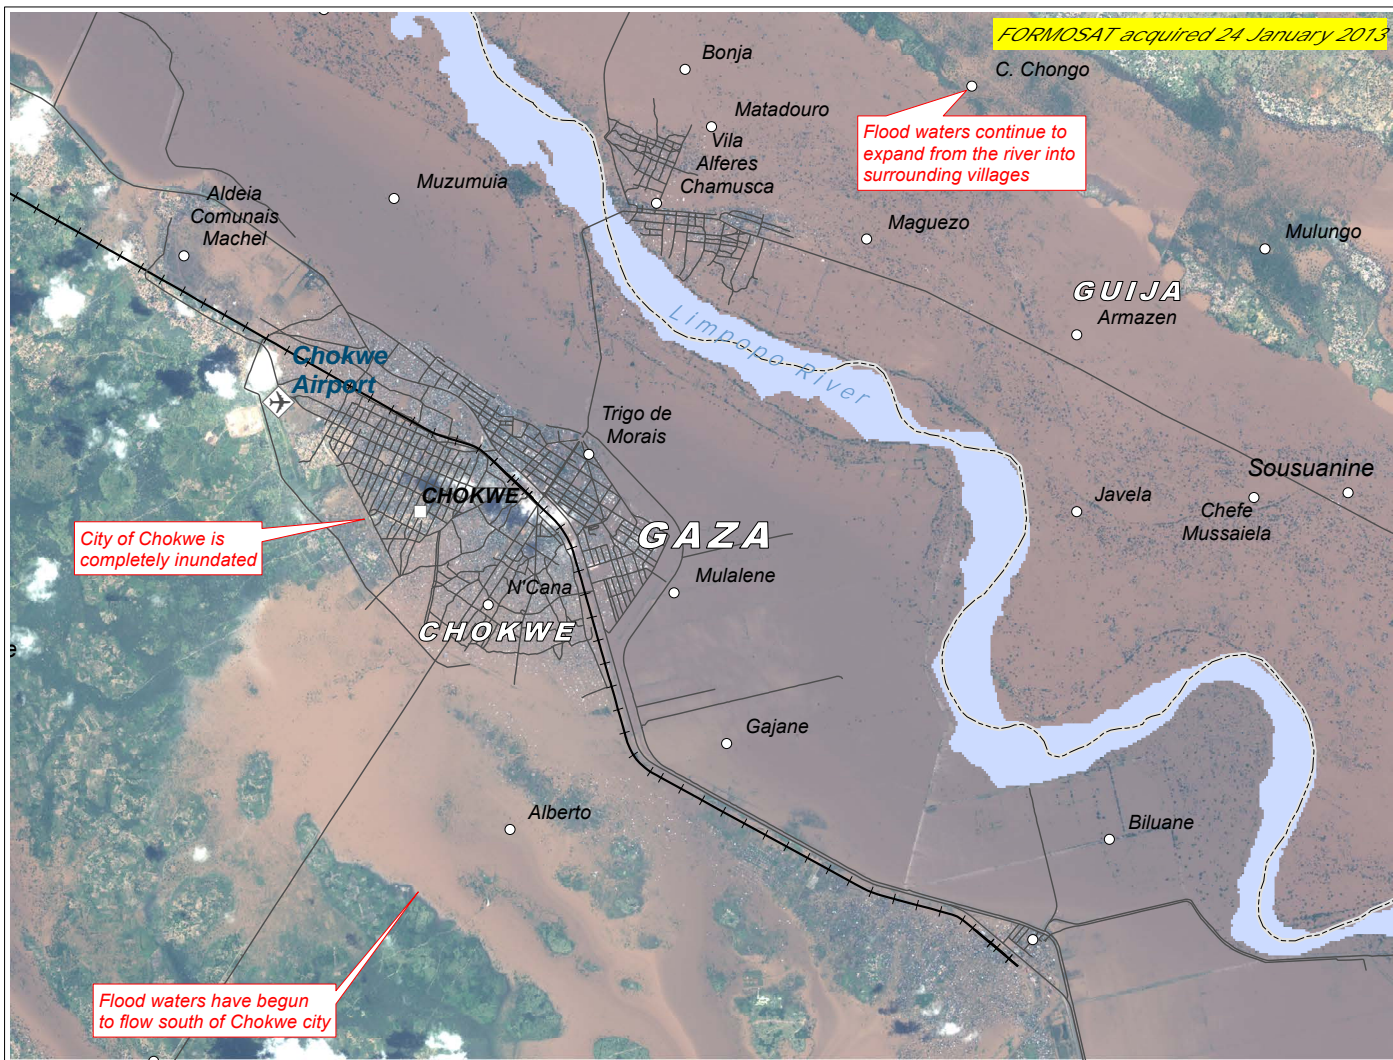 FORMOSAT acquired 24 January 2013
Bonja
C. Chongo
Matadouro
Flood waters continue to
expand from the river into
surrounding villages
Vila
Alferes
Chamusca
Muzumuia
Aldeia
Comunais
Machel
Maguezo
Mulungo
GUIJA
Armazen
Limpopo River
Chokwe
Airport
Trigo de
Morais
Sousuanine
CHOKWE
Javela
Chefe
Mussaiela
City of Chokwe is
completely inundated
GAZA
N'Cana
Mulalene
CHOKWE
e
Gajane
Alberto
Biluane
Flood waters have begun
to flow south of Chokwe city